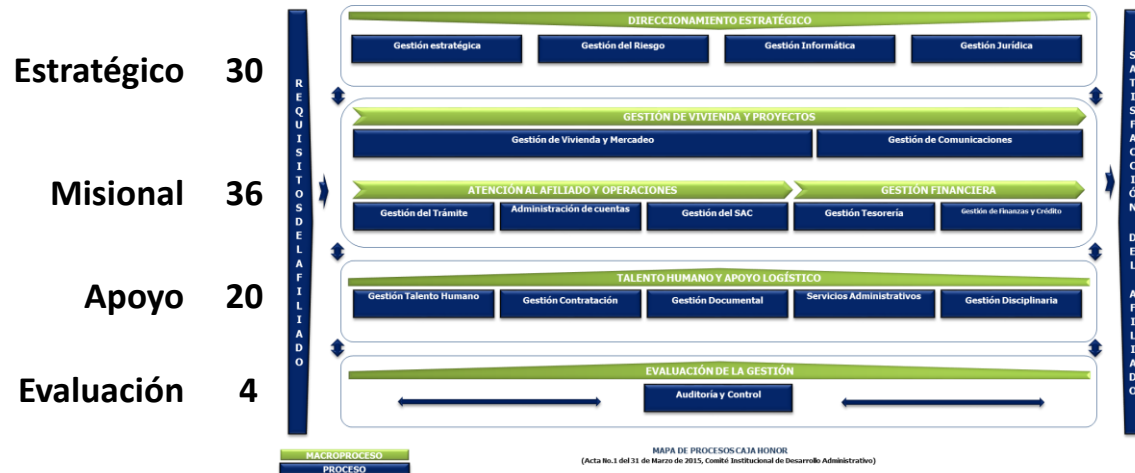 DIRECCIONAMIENTO ESTRATÉGICO
Gestión estratégica
Gestión del Riesgo
Gestión Informática
Gestión Jurídica
Estratégico 30
REQUISITOS DEL AFILIADO
SATISFACCIÓN DEL AFILIADO
GESTIÓN DE VIVIENDA Y PROYECTOS
Gestión de Vivienda y Mercadeo
Gestión de Comunicaciones
Misional 36
ATENCIÓN AL AFILIADO Y OPERACIONES
GESTIÓN FINANCIERA
Gestión del Trámite
Administración de cuentas
Gestión del SAC
Gestión Tesorería
Gestión de Finanzas y Crédito
Apoyo 20
TALENTO HUMANO Y APOYO LOGÍSTICO
Gestión Talento Humano
Gestión Contratación
Gestión Documental
Servicios Administrativos
Gestión Disciplinaria
Evaluación 4
EVALUACIÓN DE LA GESTIÓN
Auditoría y Control
MACROPROCESO
PROCESO
MAPA DE PROCESOS CAJA HONOR
(Acta No.1 del 31 de Marzo de 2015, Comité Institucional de Desarrollo Administrativo)